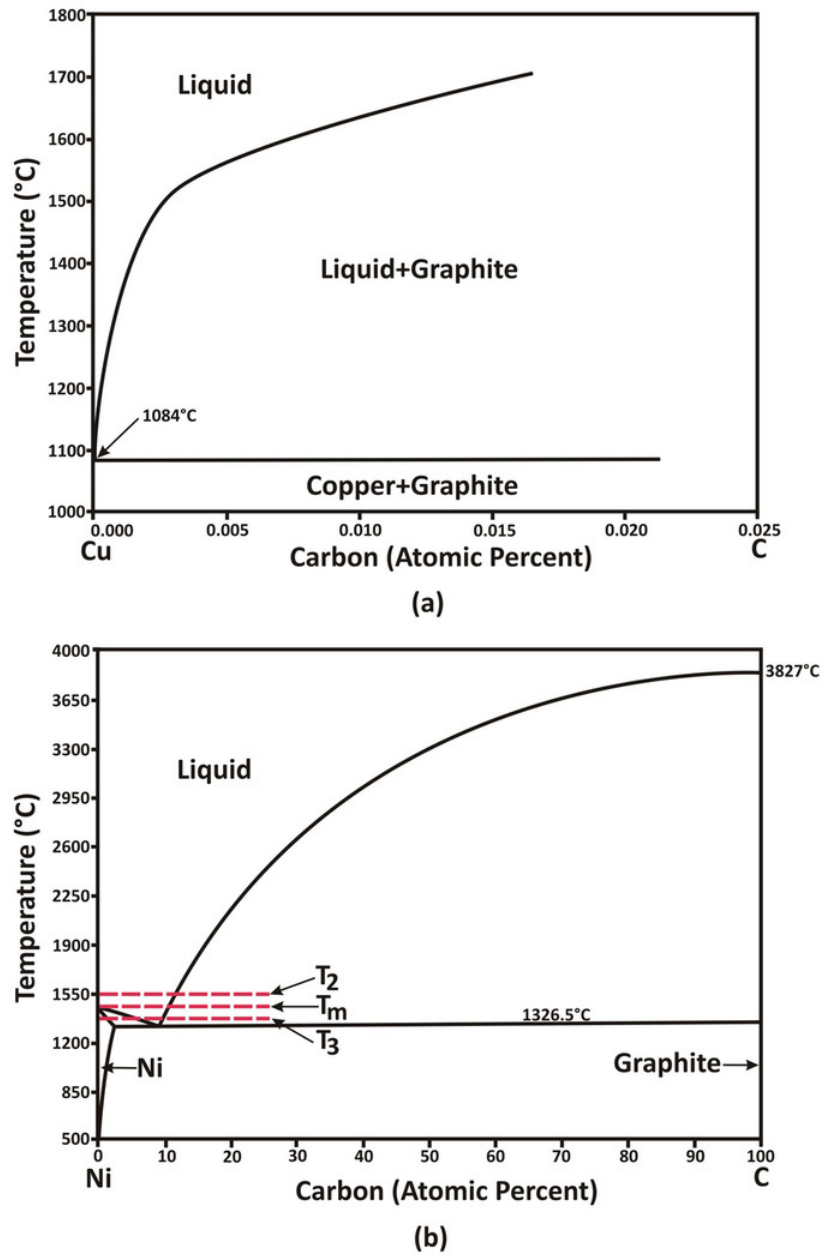 1800
1700
1600
1500
1400
1300
1200
1100
1000
Temperature (°C)
Liquid
Liquid+Graphite
1084°C
Copper+Graphite
0.000 0.005 0.010 0.015 0.020 0.025
Cu Carbon (Atomic Percent) C
(a)
4000
3650
3300
2950
2600
2250
1900
1550
1200
850
500
Temperature (°C)
3827°C
Liquid
T2
Tm
T3
1326.5°C
Ni
Graphite
0 10 20 30 40 50 60 70 80 90 100
Ni Carbon (Atomic Percent) C
(b)